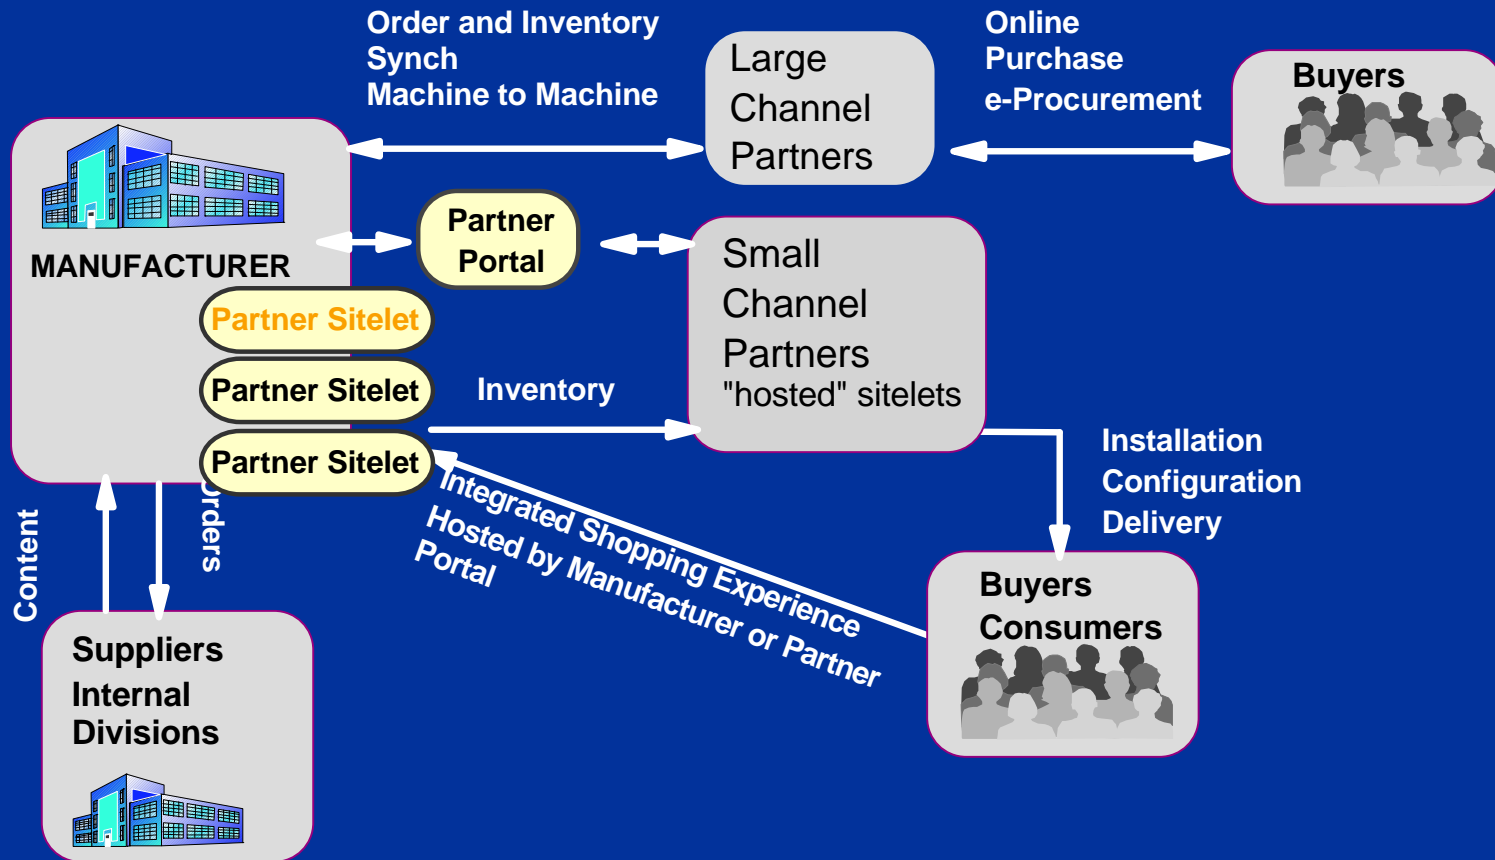 Order and Inventory
Synch
Machine to Machine
Large
Channel
Partners
Online
Purchase
e-Procurement
Buyers
MANUFACTURER
Partner
Portal
Small
Channel
Partners
"hosted" sitelets
Partner Sitelet
Partner Sitelet
Partner Sitelet
Inventory
Installation
Configuration
Delivery
Integrated Shopping Experience
Hosted by Manufacturer or Partner
Portal
Content
Orders
Buyers
Consumers
Suppliers
Internal
Divisions